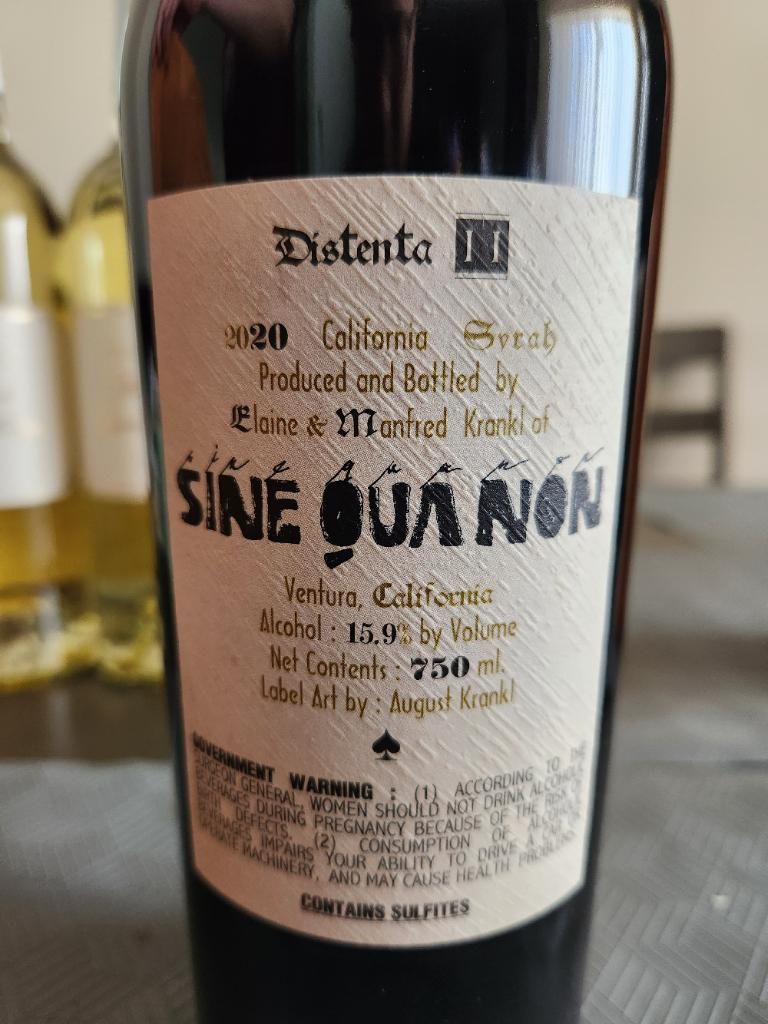 Distenta II
2020 California Syrah
Produced and Bottled by
Elaine & Manfred Krankl of
sine qua non
SINE QUA NON
Ventura, California
Alcohol : 15.9% by Volume
Net Contents : 750 ml.
Label Art by : August Krankl
GOVERNMENT WARNING : (1) ACCORDING TO THE
SURGEON GENERAL, WOMEN SHOULD NOT DRINK ALCOHOLIC
BEVERAGES DURING PREGNANCY BECAUSE OF THE RISK OF
BIRTH DEFECTS. (2) CONSUMPTION OF ALCOHOLIC
BEVERAGES IMPAIRS YOUR ABILITY TO DRIVE A CAR OR
OPERATE MACHINERY, AND MAY CAUSE HEALTH PROBLEMS.
CONTAINS SULFITES